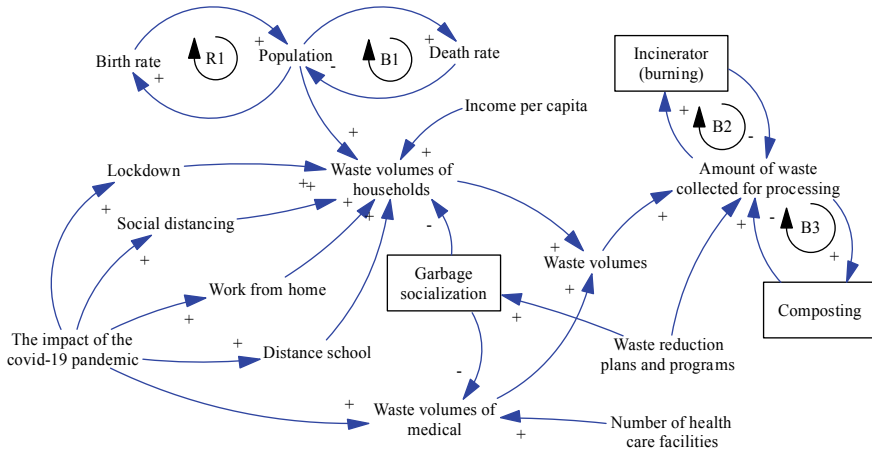 Birth rate
R1
Population
B1
Death rate
Incinerator
(burning)
B2
Income per capita
Lockdown
Waste volumes of
households
Amount of waste
collected for processing
Social distancing
B3
Waste volumes
Garbage
socialization
Work from home
Composting
The impact of the
covid-19 pandemic
Distance school
Waste reduction
plans and programs
Waste volumes of
medical
Number of health
care facilities
+
+
+
-
+
+
+
-
+
+
+
+
+
+
-
+
+
+
-
+
+
+
+
+
+
-
+
+